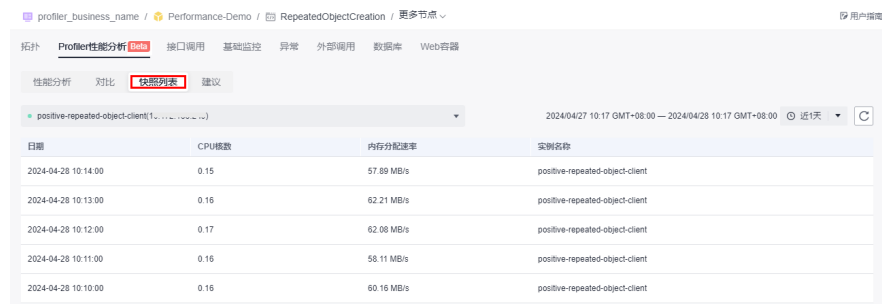 profiler_business_name / Performance-Demo / RepeatedObjectCreation / 更多节点 用户指南
拓扑 Profiler性能分析 Beta 接口调用 基础监控 异常 外部调用 数据库 Web容器
性能分析 对比 快照列表 建议
positive-repeated-object-client( 2024/04/27 10:17 GMT+08:00 — 2024/04/28 10:17 GMT+08:00 近1天
日期 CPU核数 内存分配速率 实例名称
2024-04-28 10:14:00 0.15 57.89 MB/s positive-repeated-object-client
2024-04-28 10:13:00 0.16 62.21 MB/s positive-repeated-object-client
2024-04-28 10:12:00 0.17 62.08 MB/s positive-repeated-object-client
2024-04-28 10:11:00 0.16 58.11 MB/s positive-repeated-object-client
2024-04-28 10:10:00 0.16 60.16 MB/s positive-repeated-object-client